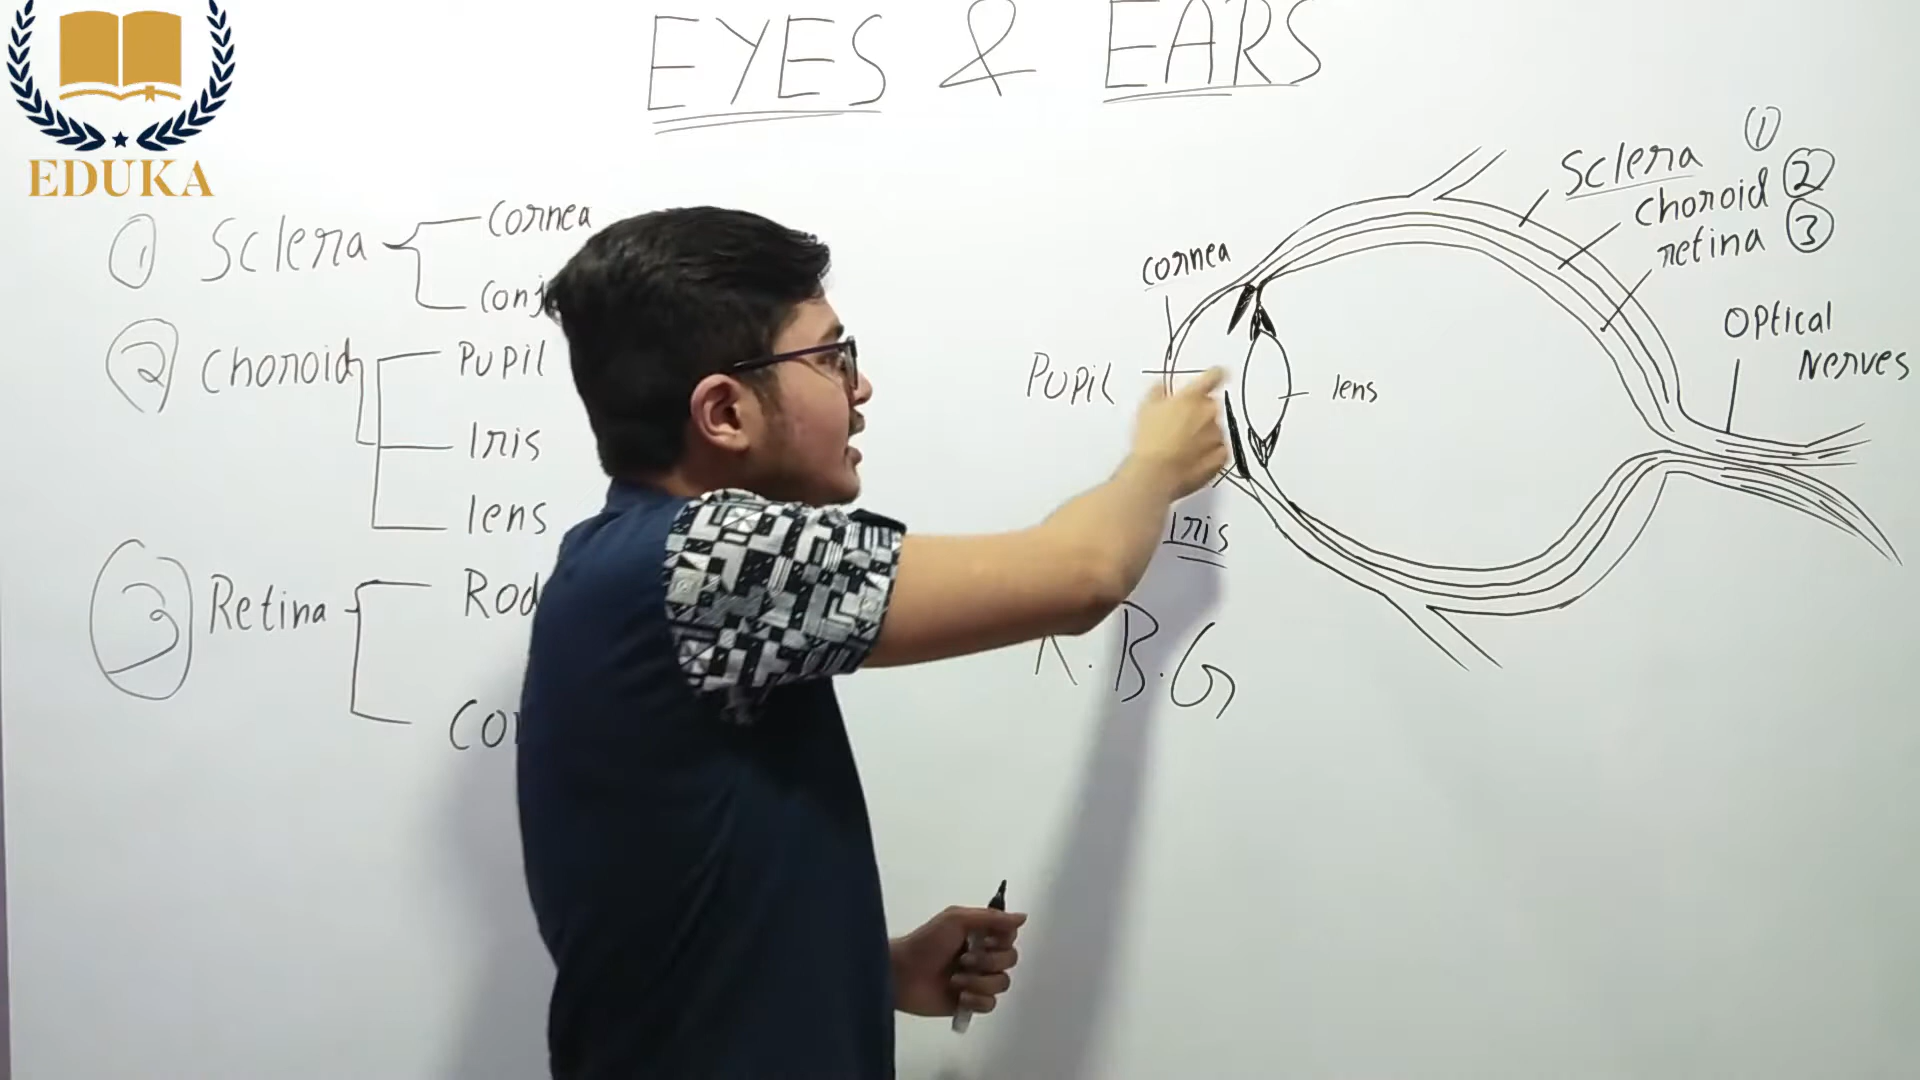 EDUKA
EYES & EARS
① Sclera
Cornea
② Choroid
Pupil
Iris
lens
③ Retina
Sclera ①
Choroid ②
retina ③
cornea
Optical
Nerves
Pupil
lens
Iris
R.B.G